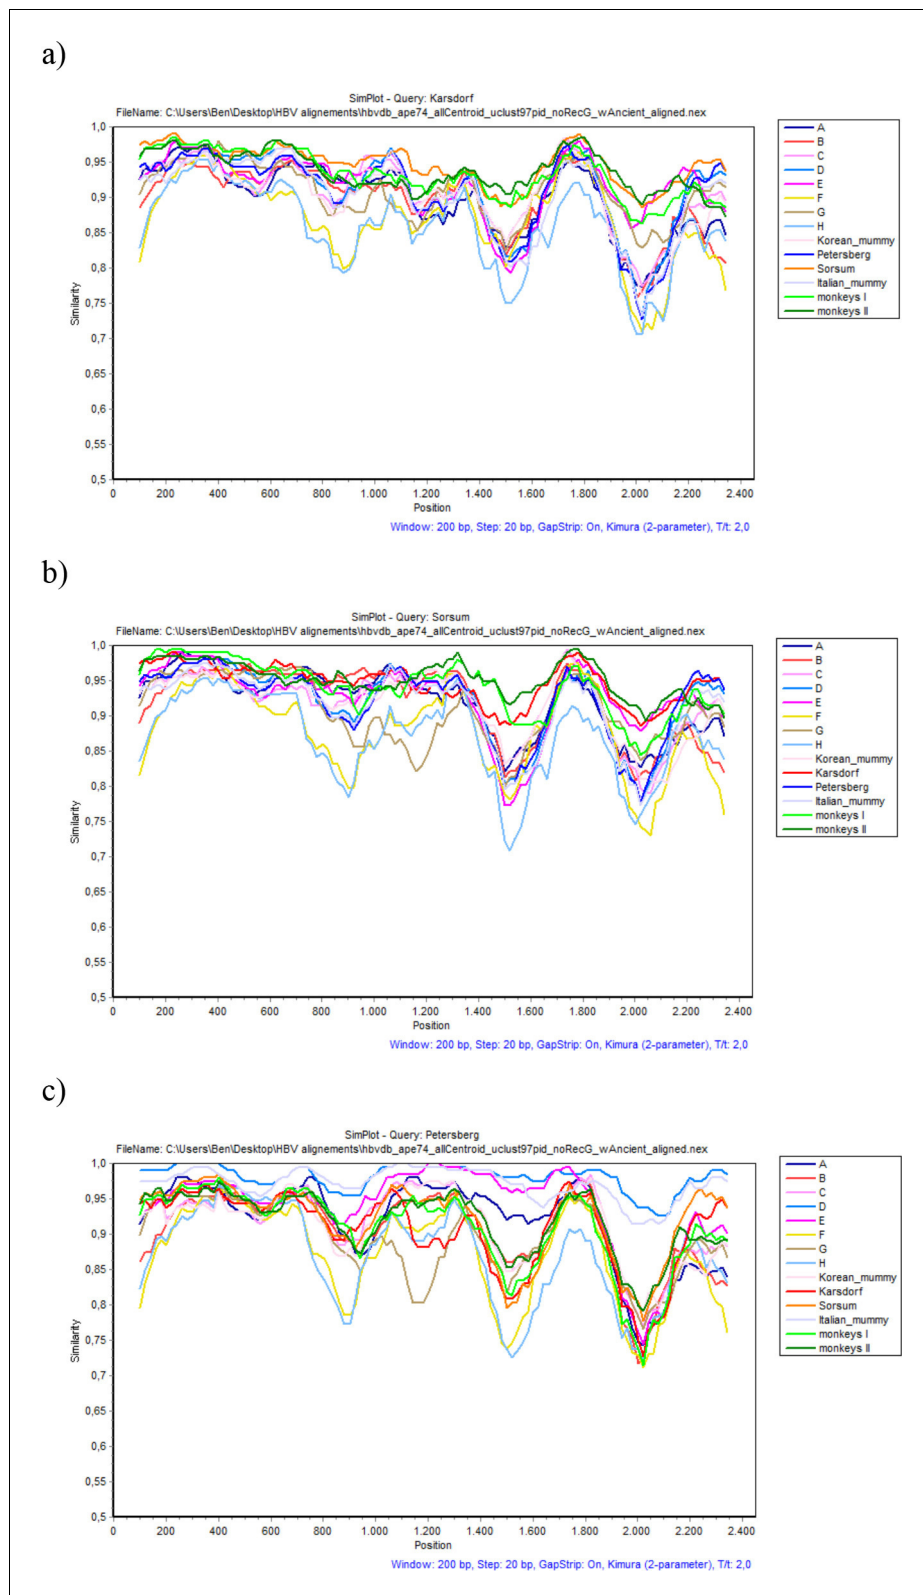 a)
SimPlot - Query: Karsdorf
FileName: C:\Users\Ben\Desktop\HBV alignements\hbvdb_ape74_allCentroid_uclust97pid_noRecG_wAncient_aligned.nex
1,0
0,95
0,9
0,85
0,8
0,75
0,7
0,65
0,6
0,55
0,5
Similarity
0 200 400 600 800 1.000 1.200 1.400 1.600 1.800 2.000 2.200 2.400
Position
Window: 200 bp, Step: 20 bp, GapStrip: On, Kimura (2-parameter), T/t: 2,0
A
B
C
D
E
F
G
H
Korean_mummy
Petersberg
Sorsum
Italian_mummy
monkeys I
monkeys II
b)
SimPlot - Query: Sorsum
FileName: C:\Users\Ben\Desktop\HBV alignements\hbvdb_ape74_allCentroid_uclust97pid_noRecG_wAncient_aligned.nex
1,0
0,95
0,9
0,85
0,8
0,75
0,7
0,65
0,6
0,55
0,5
Similarity
0 200 400 600 800 1.000 1.200 1.400 1.600 1.800 2.000 2.200 2.400
Position
Window: 200 bp, Step: 20 bp, GapStrip: On, Kimura (2-parameter), T/t: 2,0
A
B
C
D
E
F
G
H
Korean_mummy
Karsdorf
Petersberg
Italian_mummy
monkeys I
monkeys II
c)
SimPlot - Query: Petersberg
FileName: C:\Users\Ben\Desktop\HBV alignements\hbvdb_ape74_allCentroid_uclust97pid_noRecG_wAncient_aligned.nex
1,0
0,95
0,9
0,85
0,8
0,75
0,7
0,65
0,6
0,55
0,5
Similarity
0 200 400 600 800 1.000 1.200 1.400 1.600 1.800 2.000 2.200 2.400
Position
Window: 200 bp, Step: 20 bp, GapStrip: On, Kimura (2-parameter), T/t: 2,0
A
B
C
D
E
F
G
H
Korean_mummy
Karsdorf
Sorsum
Italian_mummy
monkeys I
monkeys II